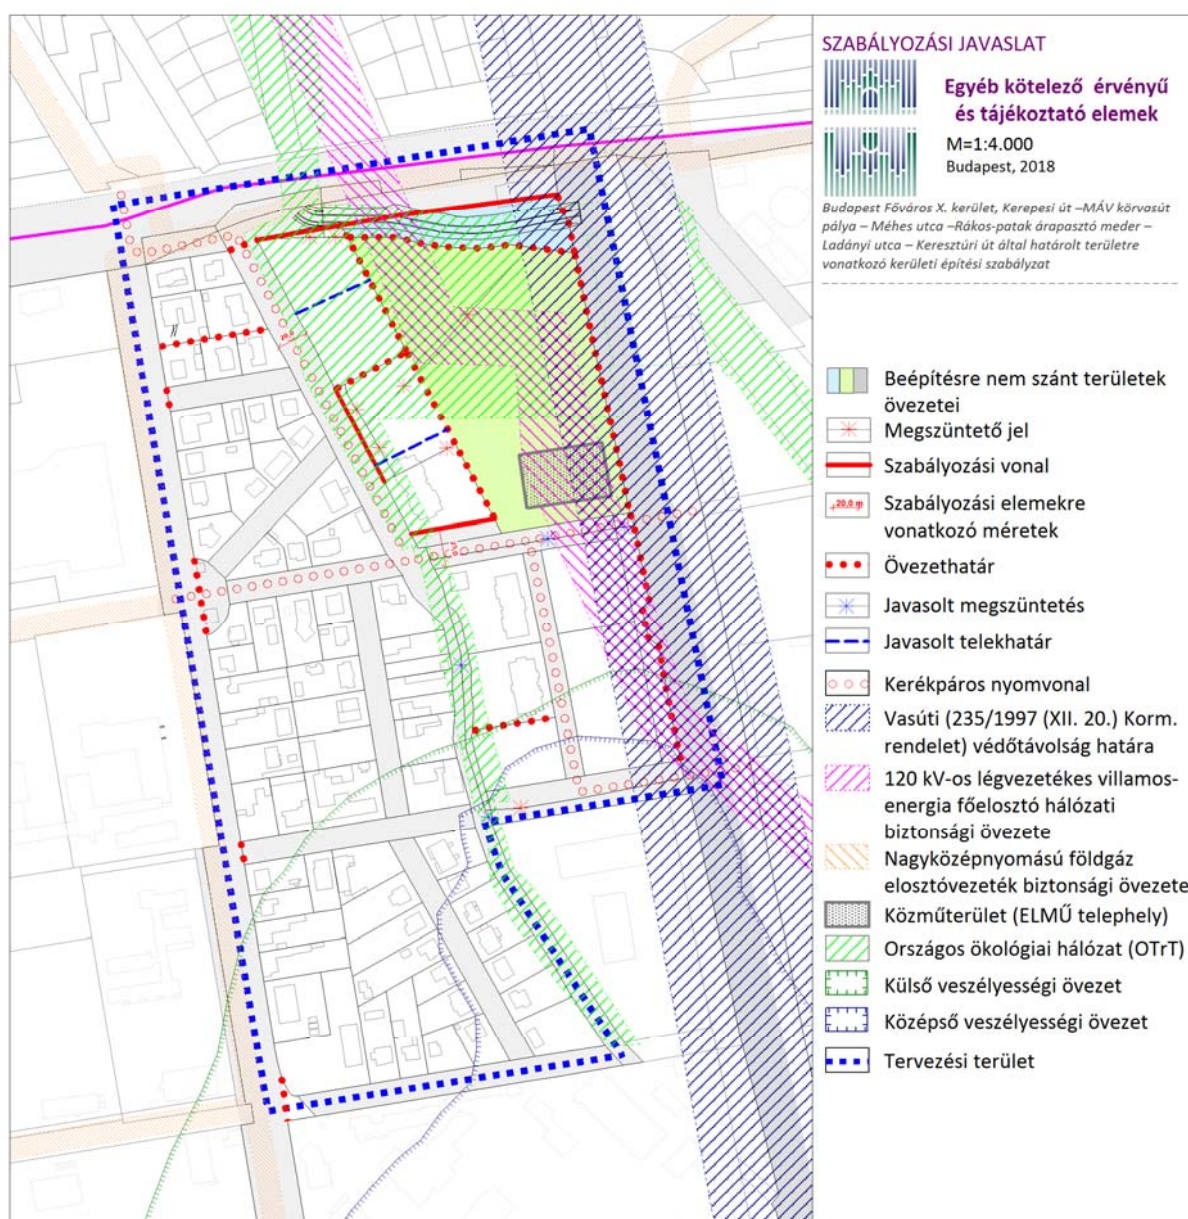 SZABÁLYOZÁSI JAVASLAT
Egyéb kötelező érvényű
és tájékoztató elemek
M=1:4.000
Budapest, 2018
Budapest Főváros X. kerület, Kerepesi út –MÁV körvasút
pálya – Méhes utca –Rákos-patak árapasztó meder –
Ladányi utca – Keresztúri út által határolt területre
vonatkozó kerületi építési szabályzat
Beépítésre nem szánt területek
övezetei
Megszüntető jel
Szabályozási vonal
20,0 m
Szabályozási elemekre
vonatkozó méretek
Övezethatár
Javasolt megszüntetés
Javasolt telekhatár
Kerékpáros nyomvonal
Vasúti (235/1997 (XII. 20.) Korm.
rendelet) védőtávolság határa
120 kV-os légvezetékes villamos-
energia főelosztó hálózati
biztonsági övezete
Nagyközépnyomású földgáz
elosztóvezeték biztonsági övezete
Közműterület (ELMŰ telephely)
Országos ökológiai hálózat (OTrT)
Külső veszélyességi övezet
Középső veszélyességi övezet
Tervezési terület